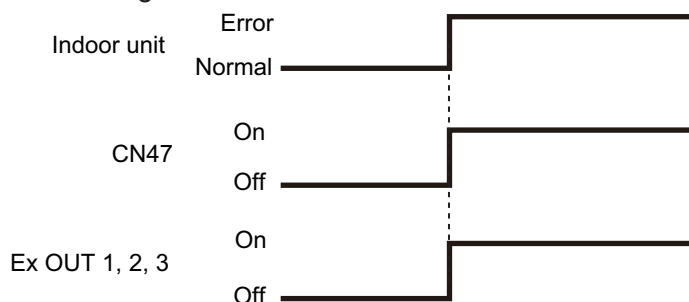 Error
Indoor unit
Normal
On
CN47
Off
On
Ex OUT 1, 2, 3
Off